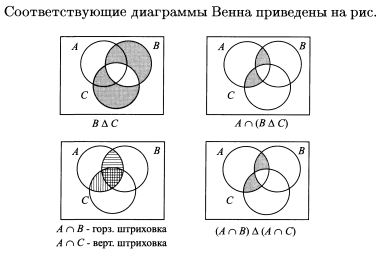 Соответствующие диаграммы Венна приведены на рис.
A
B
C
B Δ C
A
B
C
A ∩ (B Δ C)
A
B
C
A ∩ B - горз. штриховка
A ∩ C - верт. штриховка
A
B
C
(A ∩ B) Δ (A ∩ C)